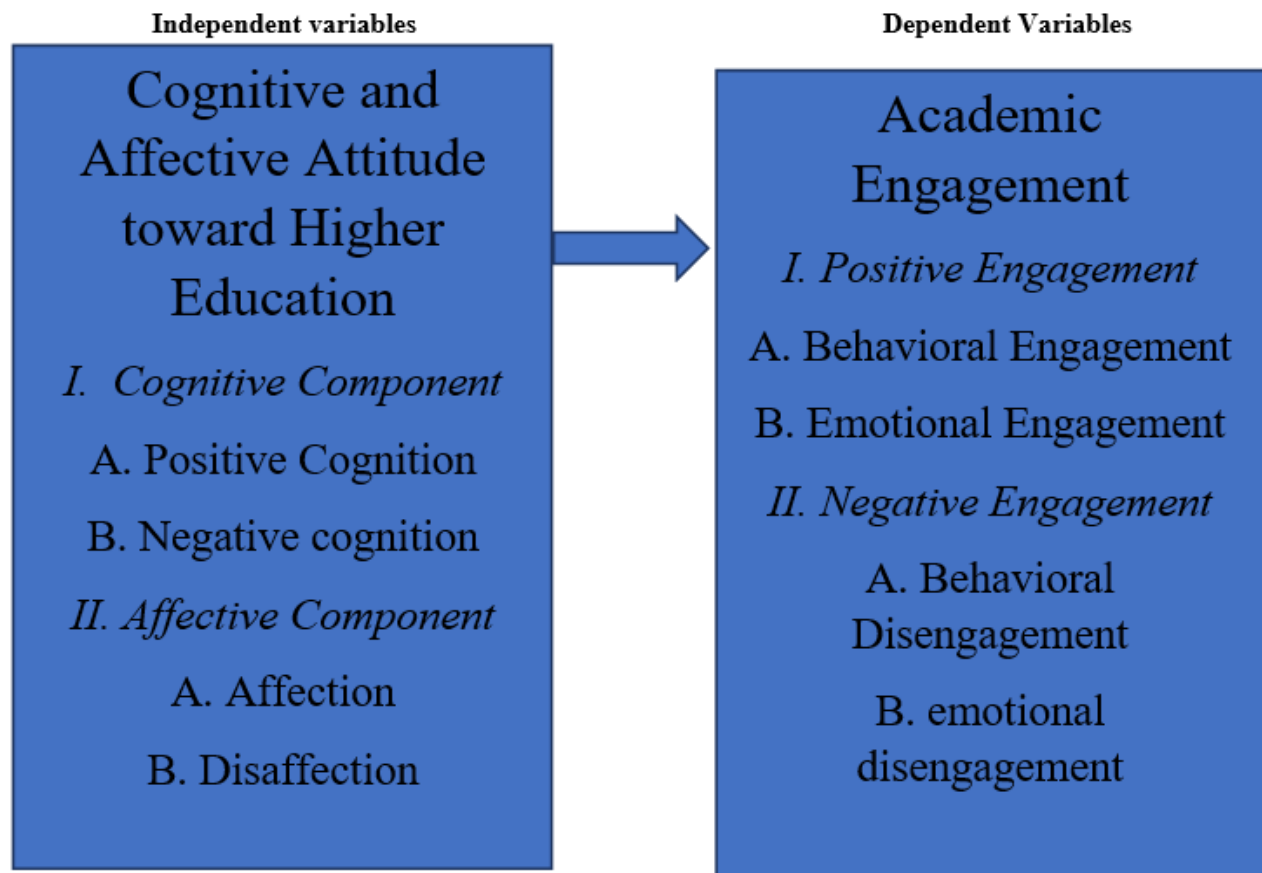 Independent variables
Cognitive and
Affective Attitude
toward Higher
Education
I. Cognitive Component
A. Positive Cognition
B. Negative cognition
II. Affective Component
A. Affection
B. Disaffection
Dependent Variables
Academic
Engagement
I. Positive Engagement
A. Behavioral Engagement
B. Emotional Engagement
II. Negative Engagement
A. Behavioral
Disengagement
B. emotional
disengagement